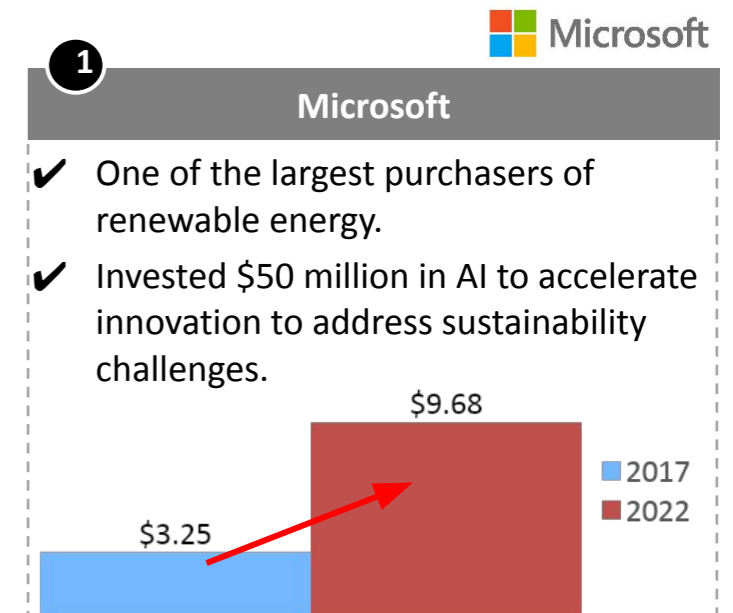 Microsoft
1
Microsoft
✔ One of the largest purchasers of
renewable energy.
✔ Invested $50 million in AI to accelerate
innovation to address sustainability
challenges.
$9.68
2017
2022
$3.25